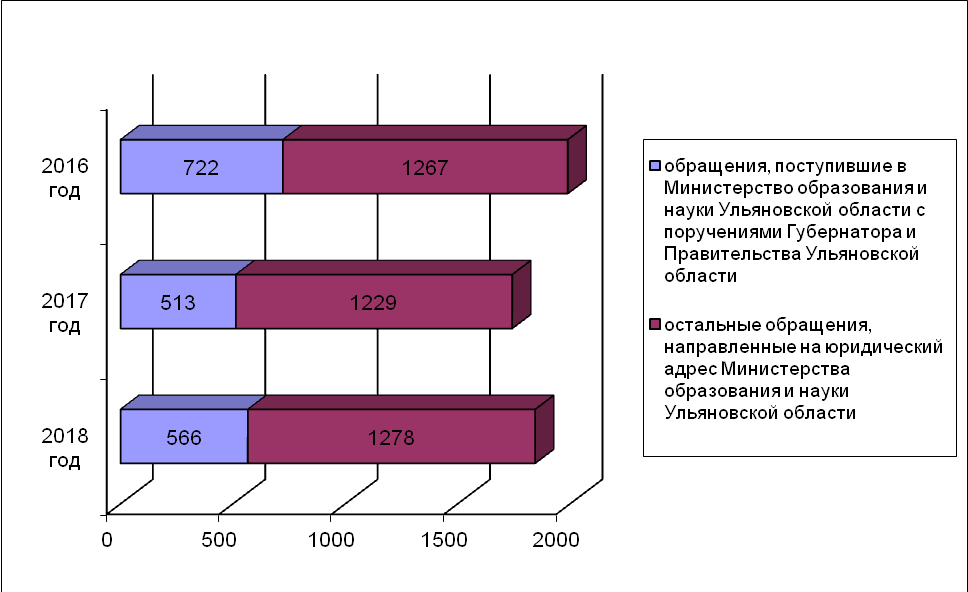 2016
год
722
1267
2017
год
513
1229
2018
год
566
1278
0
500
1000
1500
2000
обращения, поступившие в
Министерство образования и
науки Ульяновской области с
поручениями Губернатора и
Правительства Ульяновской
области
остальные обращения,
направленные на юридический
адрес Министерства
образования и науки
Ульяновской области